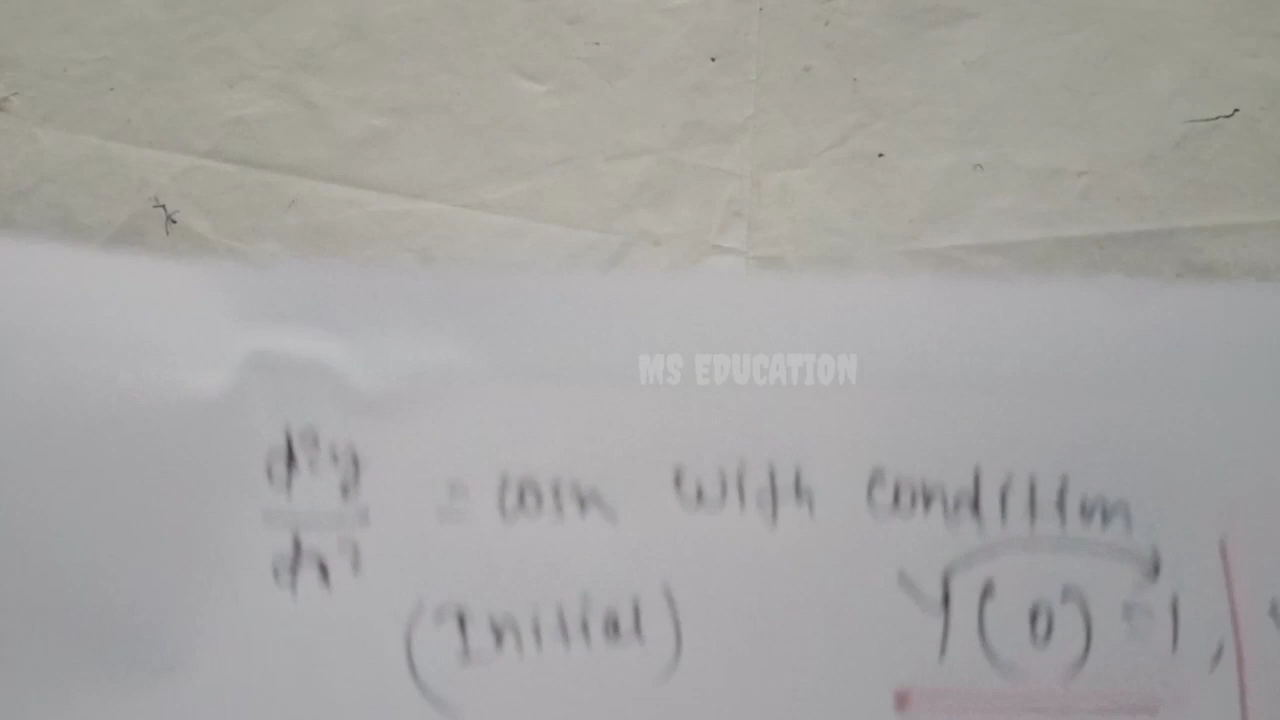 MS EDUCATION
d²y/dx² = cosx with condition
(Initial) y(0) = 1,